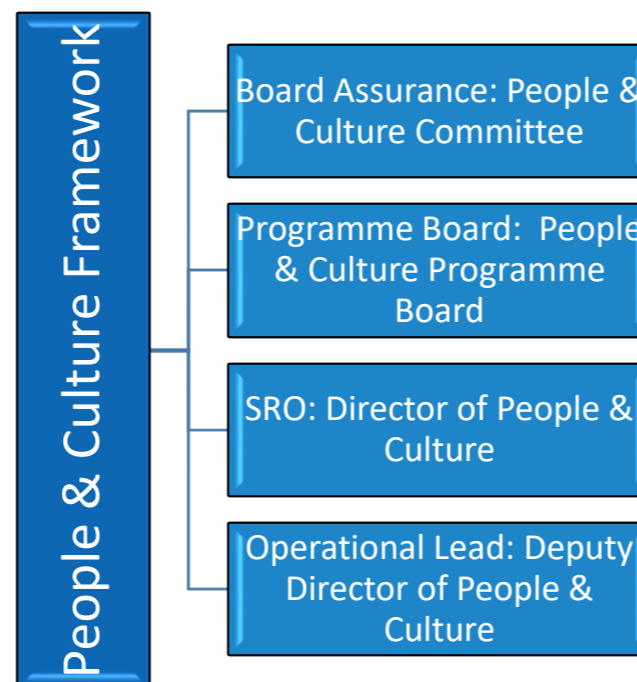 People & Culture Framework
Board Assurance: People &
Culture Committee
Programme Board: People
& Culture Programme
Board
SRO: Director of People &
Culture
Operational Lead: Deputy
Director of People &
Culture